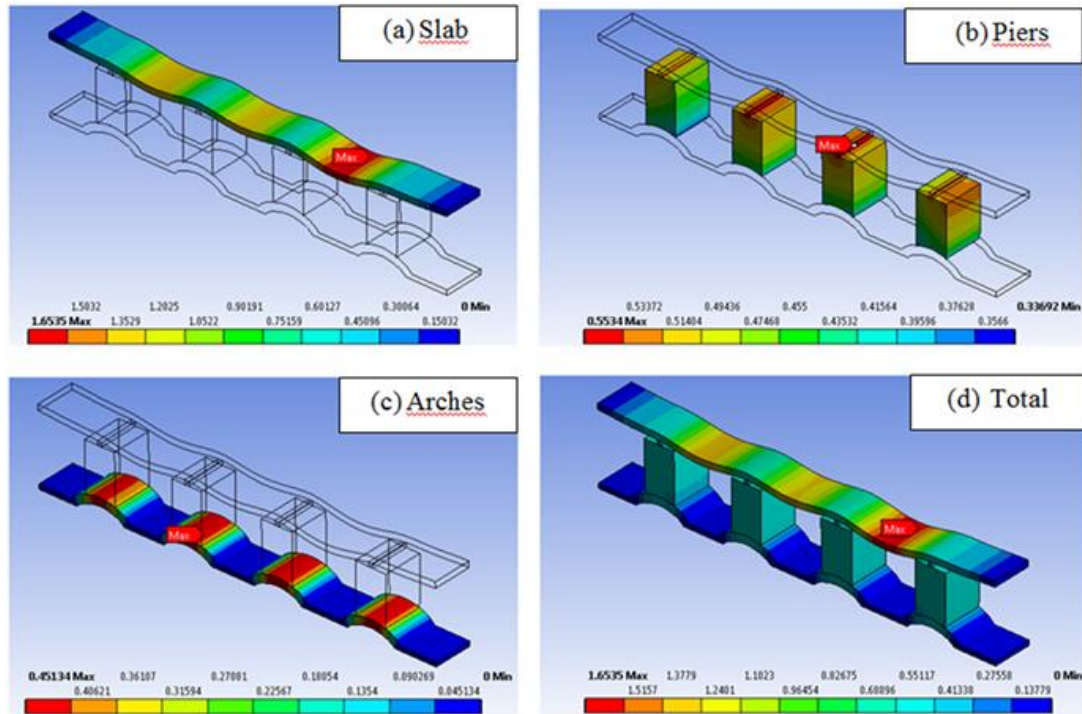 (a) Slab
Max
1.5032 1.2025 0.90191 0.60127 0.30064 0 Min
1.6535 Max 1.3529 1.0522 0.75159 0.45096 0.15032
(b) Piers
Max
0.53372 0.49436 0.455 0.41564 0.37628 0.33692 Min
0.5534 Max 0.51404 0.47468 0.43532 0.39596 0.3566
(c) Arches
Max
0.45134 Max 0.36107 0.27081 0.18054 0.090269 0 Min
0.40621 0.31594 0.22567 0.1354 0.045134
(d) Total
Max
1.6535 Max 1.3779 1.1023 0.82675 0.55117 0.27558 0 Min
1.5157 1.2401 0.96454 0.68896 0.41338 0.13779